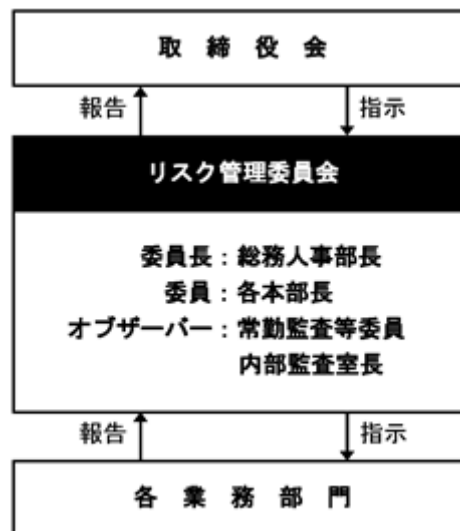 取締役会
報告 指示
リスク管理委員会
委員長：総務人事部長
委員：各本部長
オブザーバー：常勤監査等委員
内部監査室長
報告 指示
各業務部門